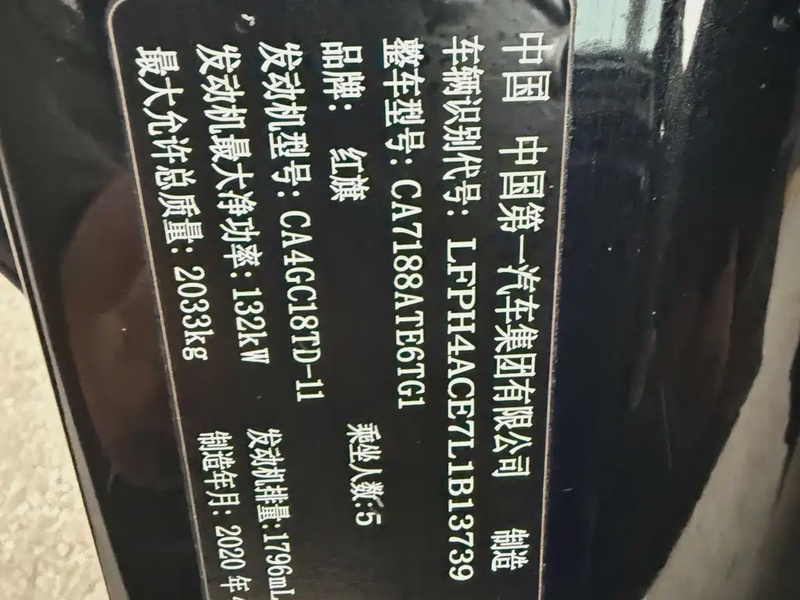 中国 中国第一汽车集团有限公司 制造
车辆识别代号: LFPH4ACE7L1B13739
整车型号: CA7188ATE6TG1
品牌: 红旗 乘坐人数:5
发动机型号: CA4GC18TD-11
发动机最大净功率: 132kW 发动机排量:1796mL
最大允许总质量: 2033kg 制造年月: 2020 年